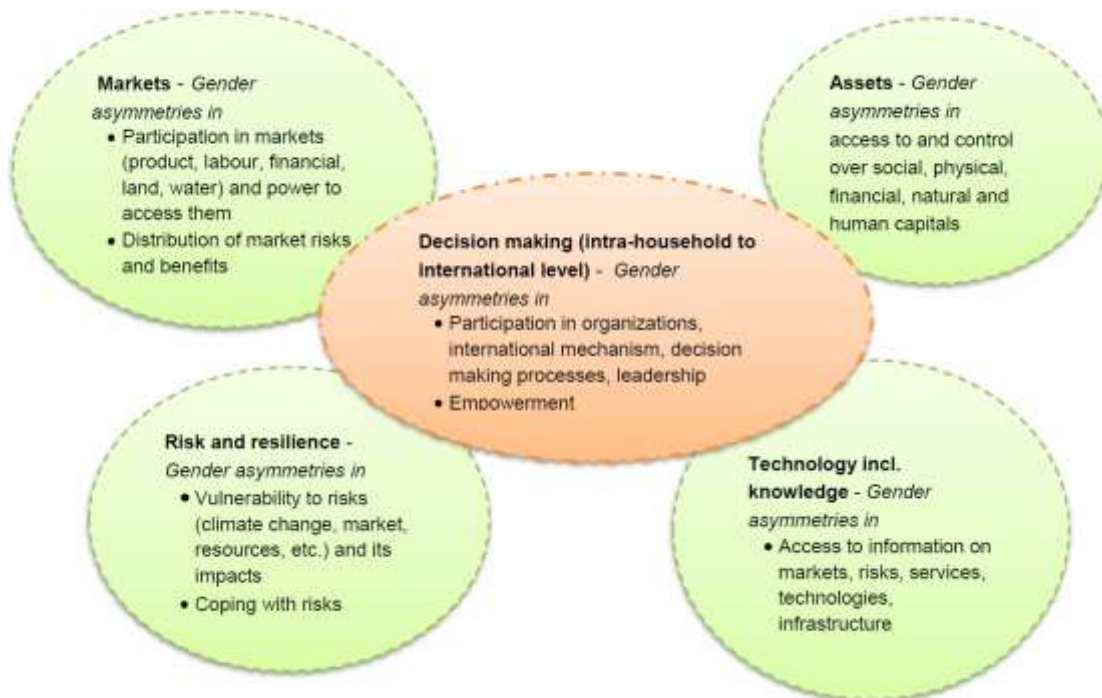 Markets - Gender
asymmetries in
• Participation in markets
(product, labour, financial,
land, water) and power to
access them
• Distribution of market risks
and benefits
Assets - Gender
asymmetries in
access to and control
over social, physical,
financial, natural and
human capitals
Decision making (intra-household to
international level) - Gender
asymmetries in
• Participation in organizations,
international mechanism, decision
making processes, leadership
• Empowerment
Risk and resilience -
Gender asymmetries in
• Vulnerability to risks
(climate change, market,
resources, etc.) and its
impacts
• Coping with risks
Technology incl.
knowledge - Gender
asymmetries in
• Access to information on
markets, risks, services,
technologies,
infrastructure